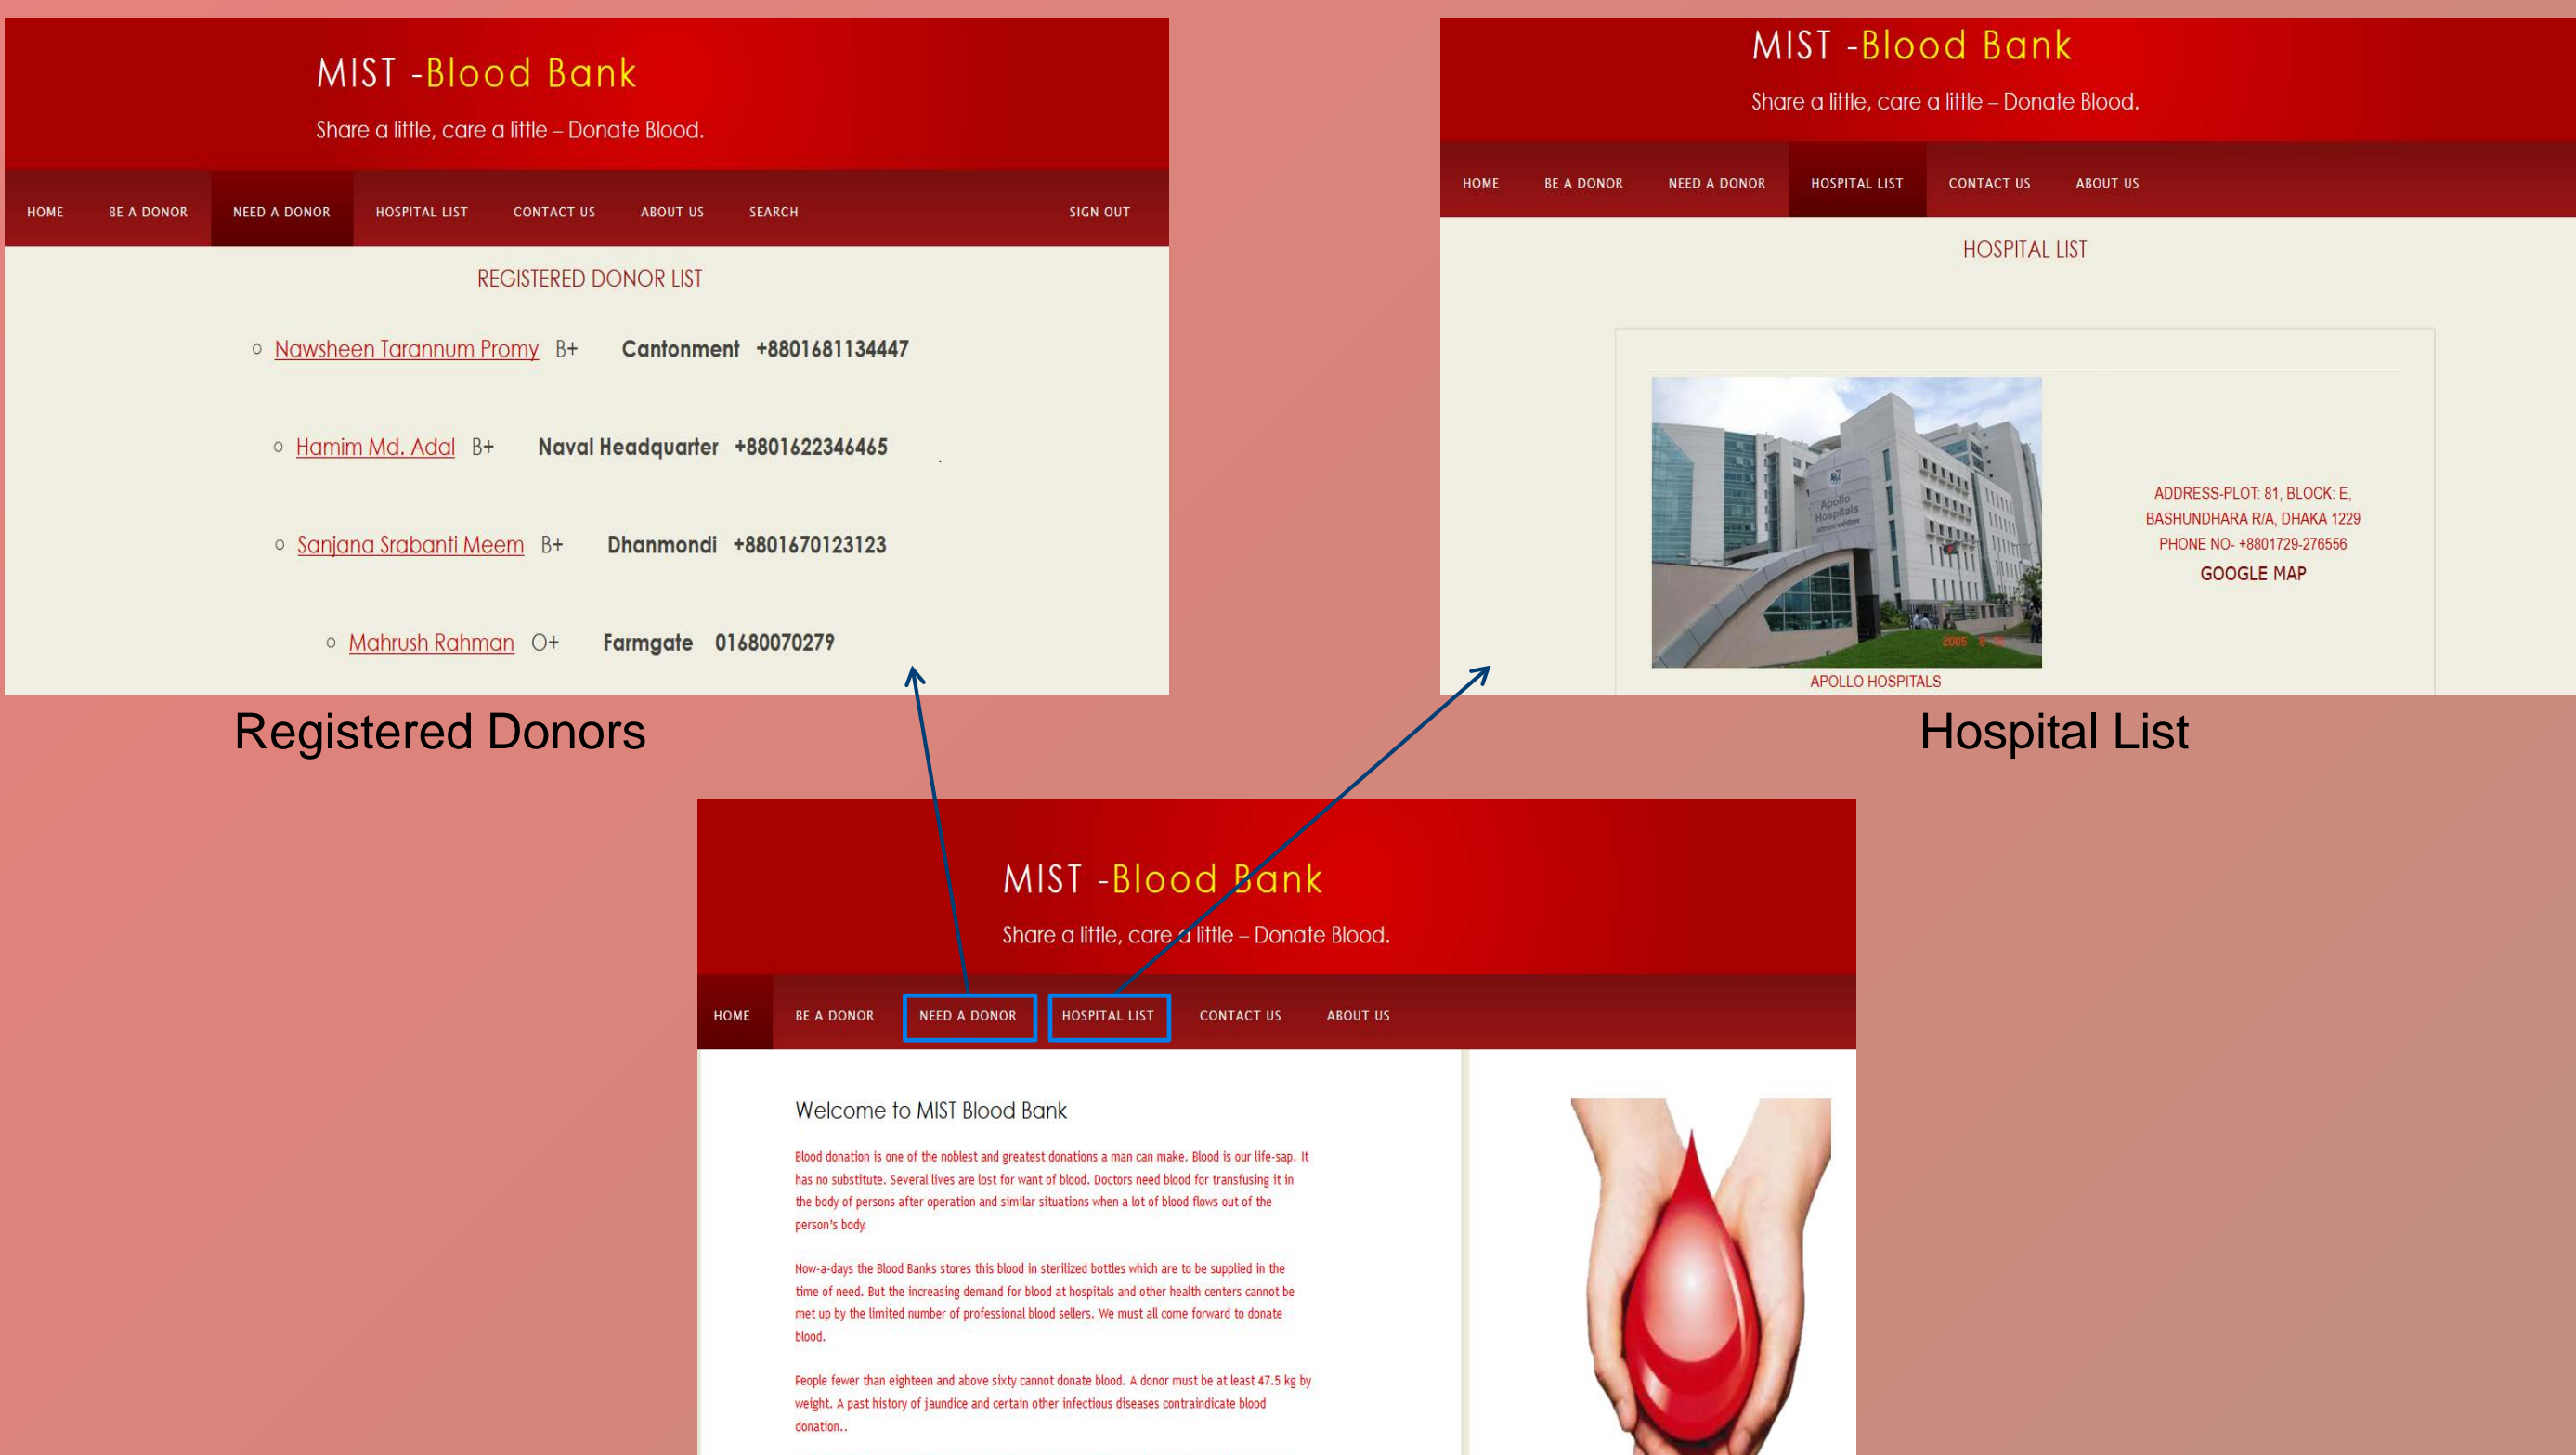 MIST -Blood Bank
Share a little, care a little – Donate Blood.
HOME BE A DONOR NEED A DONOR HOSPITAL LIST CONTACT US ABOUT US SEARCH SIGN OUT
REGISTERED DONOR LIST
Nawsheen Tarannum Promy B+ Cantonment +8801681134447
Hamim Md. Adal B+ Naval Headquarter +8801622346465
Sanjana Srabanti Meem B+ Dhanmondi +8801670123123
Mahrush Rahman O+ Farmgate 01680070279
Registered Donors
MIST -Blood Bank
Share a little, care a little – Donate Blood.
HOME BE A DONOR NEED A DONOR HOSPITAL LIST CONTACT US ABOUT US
HOSPITAL LIST
Apollo
Hospitals
2005
ADDRESS-PLOT: 81, BLOCK: E,
BASHUNDHARA R/A, DHAKA 1229
PHONE NO- +8801729-276556
GOOGLE MAP
APOLLO HOSPITALS
Hospital List
MIST -Blood Bank
Share a little, care a little – Donate Blood.
HOME BE A DONOR NEED A DONOR HOSPITAL LIST CONTACT US ABOUT US
Welcome to MIST Blood Bank
Blood donation is one of the noblest and greatest donations a man can make. Blood is our life-sap. It
has no substitute. Several lives are lost for want of blood. Doctors need blood for transfusing it in
the body of persons after operation and similar situations when a lot of blood flows out of the
person's body.
Now-a-days the Blood Banks stores this blood in sterilized bottles which are to be supplied in the
time of need. But the increasing demand for blood at hospitals and other health centers cannot be
met up by the limited number of professional blood sellers. We must all come forward to donate
blood.
People fewer than eighteen and above sixty cannot donate blood. A donor must be at least 47.5 kg by
weight. A past history of jaundice and certain other infectious diseases contraindicate blood
donation..